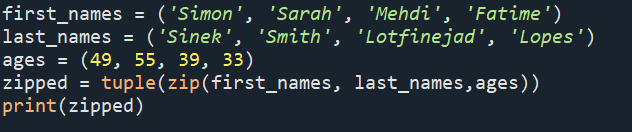 first_names = ('Simon', 'Sarah', 'Mehdi', 'Fatime')
last_names = ('Sinek', 'Smith', 'Lotfinejad', 'Lopes')
ages = (49, 55, 39, 33)
zipped = tuple(zip(first_names, last_names,ages))
print(zipped)